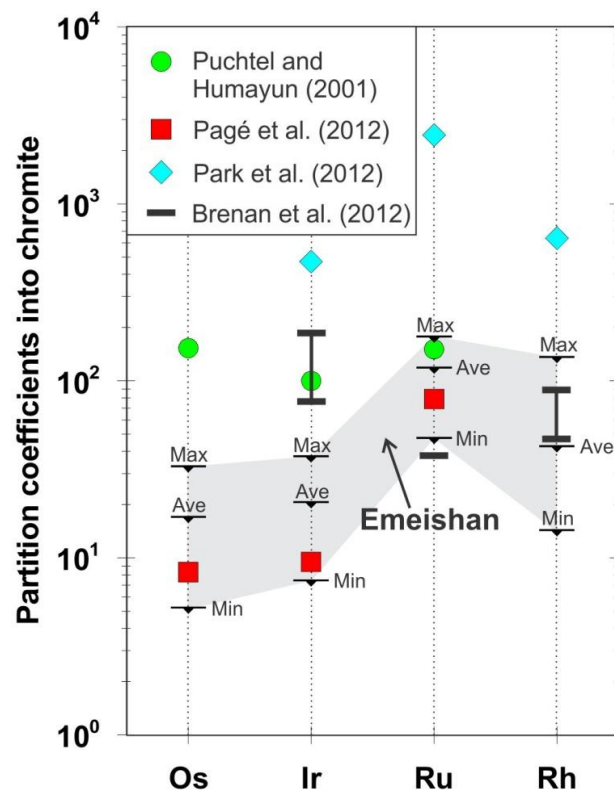 Partition coefficients into chromite
10⁴
10³
10²
10¹
10⁰
Puchtel and
Humayun (2001)
Pagé et al. (2012)
Park et al. (2012)
Brenan et al. (2012)
Max
Ave
Min
Max
Ave
Min
Max
Ave
Min
Max
Ave
Min
Emeishan
Os Ir Ru Rh